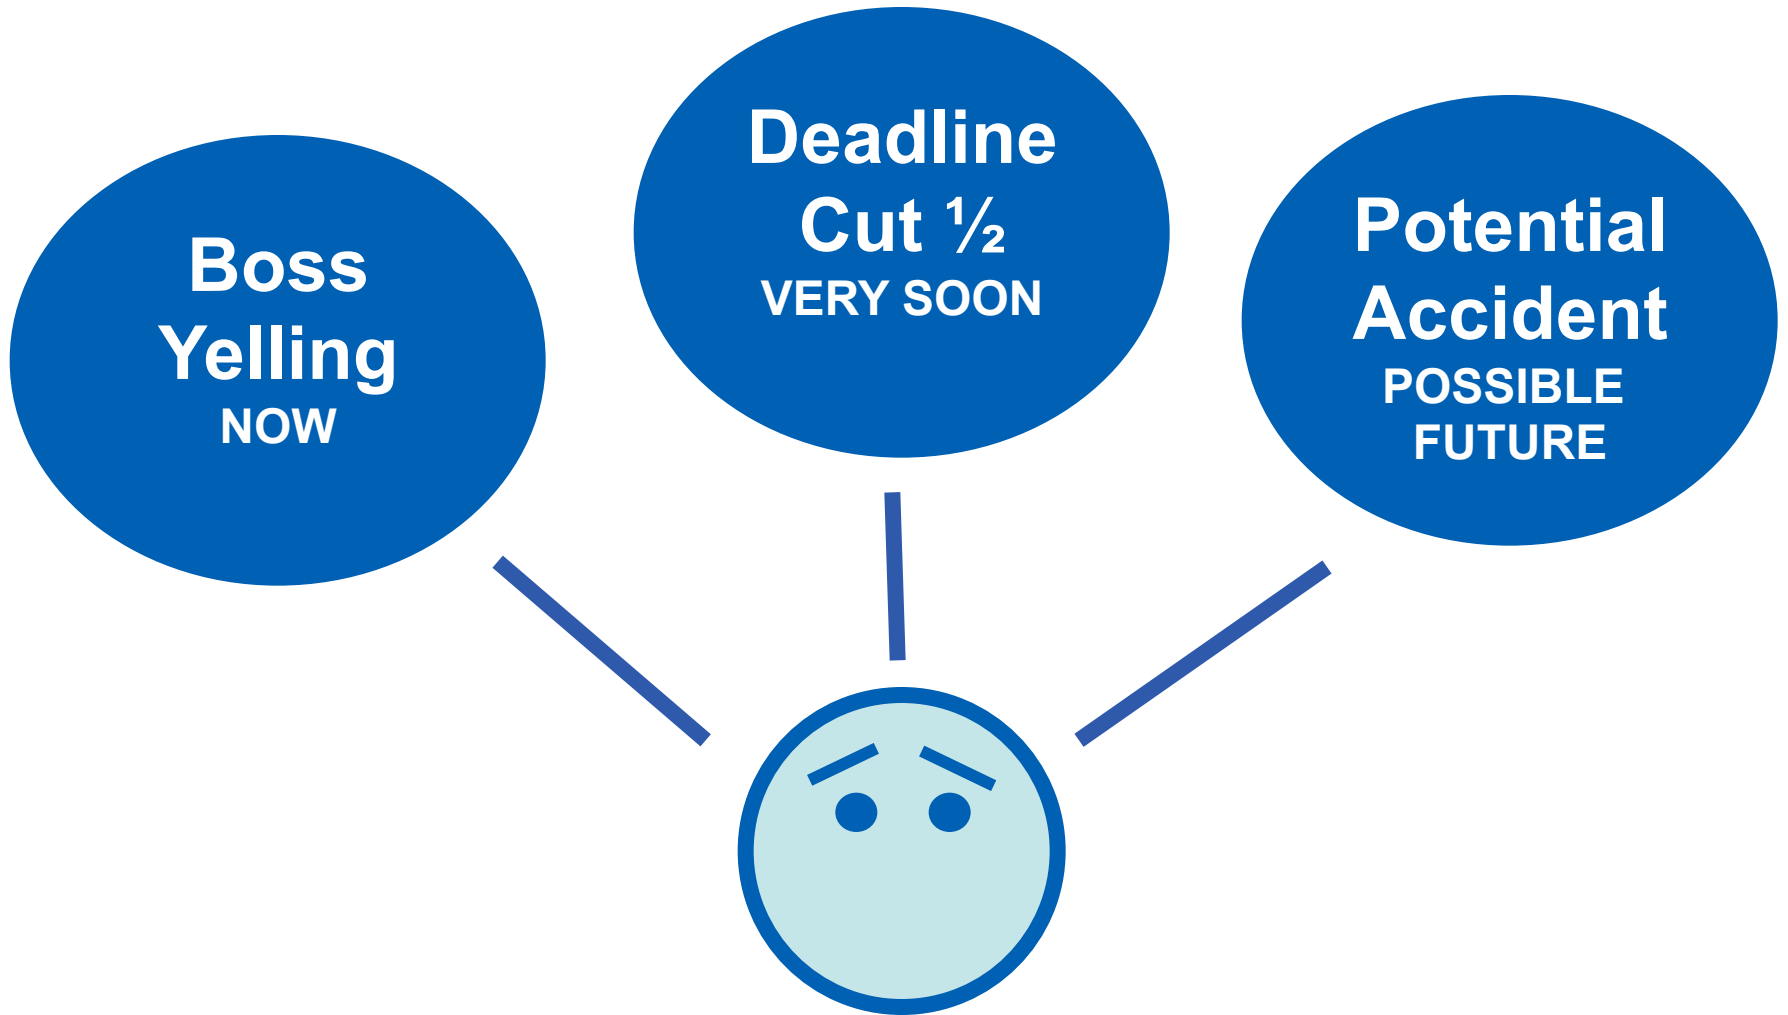 Boss
Yelling
NOW
Deadline
Cut ½
VERY SOON
Potential
Accident
POSSIBLE
FUTURE